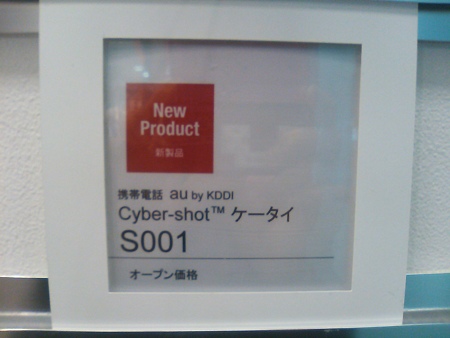 New
Product
新製品
携帯電話 au by KDDI
Cyber-shot™ ケータイ
S001
オープン価格